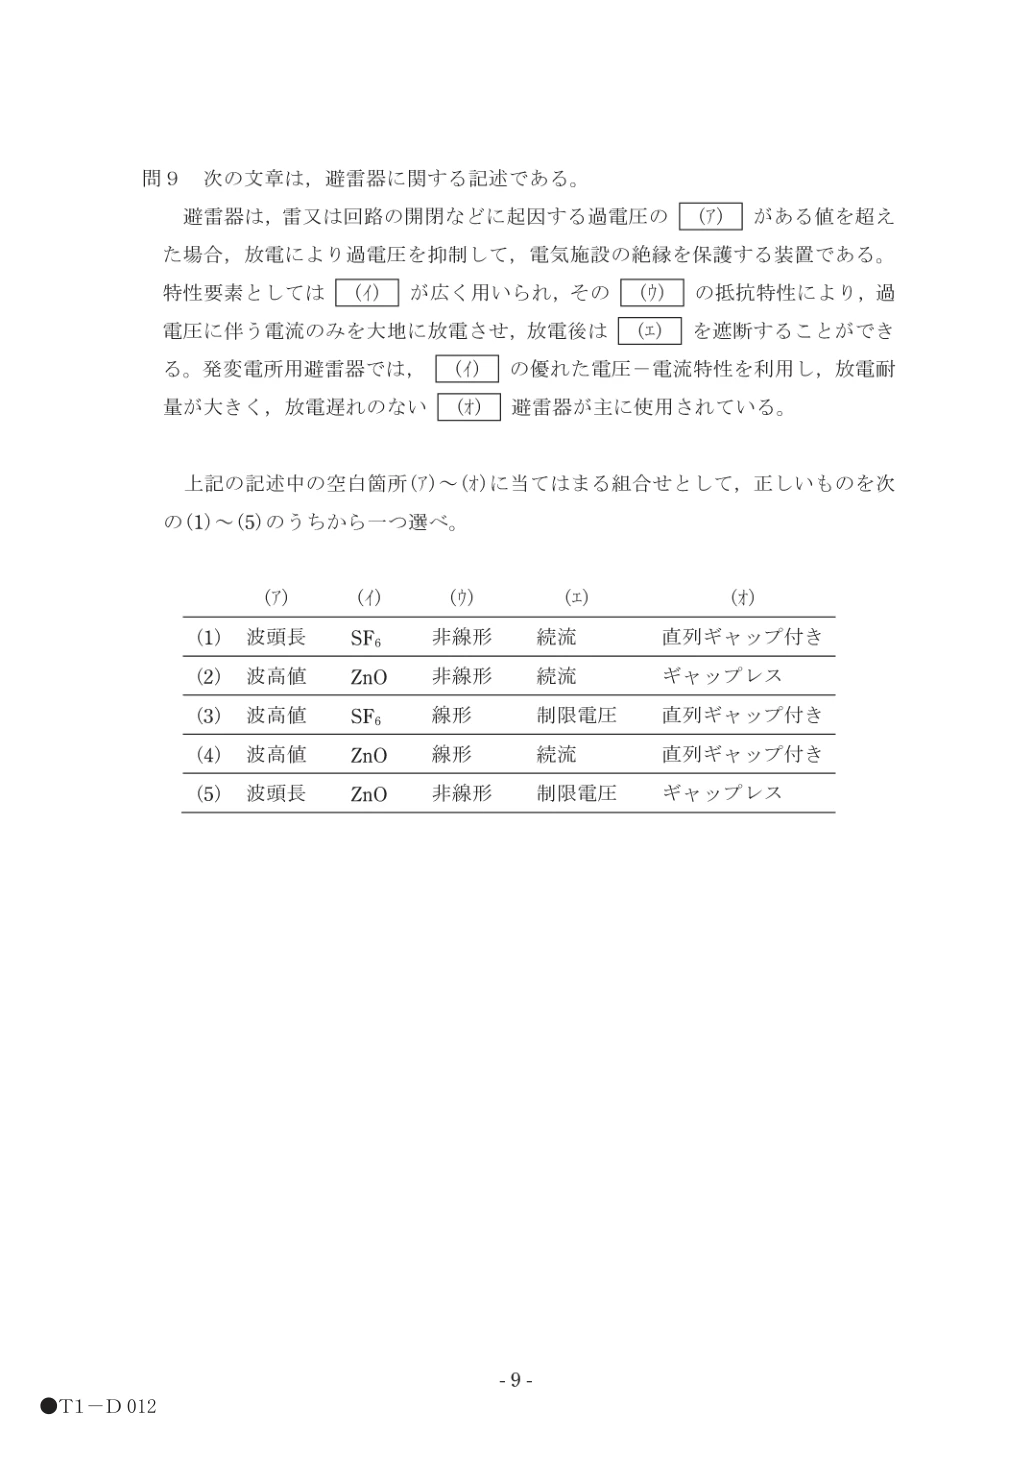 問９　次の文章は，避雷器に関する記述である。
避雷器は，雷又は回路の開閉などに起因する過電圧の (ア) がある値を超え
た場合，放電により過電圧を抑制して，電気施設の絶縁を保護する装置である。
特性要素としては (イ) が広く用いられ，その (ウ) の抵抗特性により，過
電圧に伴う電流のみを大地に放電させ，放電後は (エ) を遮断することができ
る。発変電所用避雷器では， (イ) の優れた電圧－電流特性を利用し，放電耐
量が大きく，放電遅れのない (オ) 避雷器が主に使用されている。
上記の記述中の空白箇所(ア)～(オ)に当てはまる組合せとして，正しいものを次
の(1)～(5)のうちから一つ選べ。
(ア) (イ) (ウ) (エ) (オ)
(1) 波頭長 SF₆ 非線形 続流 直列ギャップ付き
(2) 波高値 ZnO 非線形 続流 ギャップレス
(3) 波高値 SF₆ 線形 制限電圧 直列ギャップ付き
(4) 波高値 ZnO 線形 続流 直列ギャップ付き
(5) 波頭長 ZnO 非線形 制限電圧 ギャップレス
- 9 -
●T1－D 012